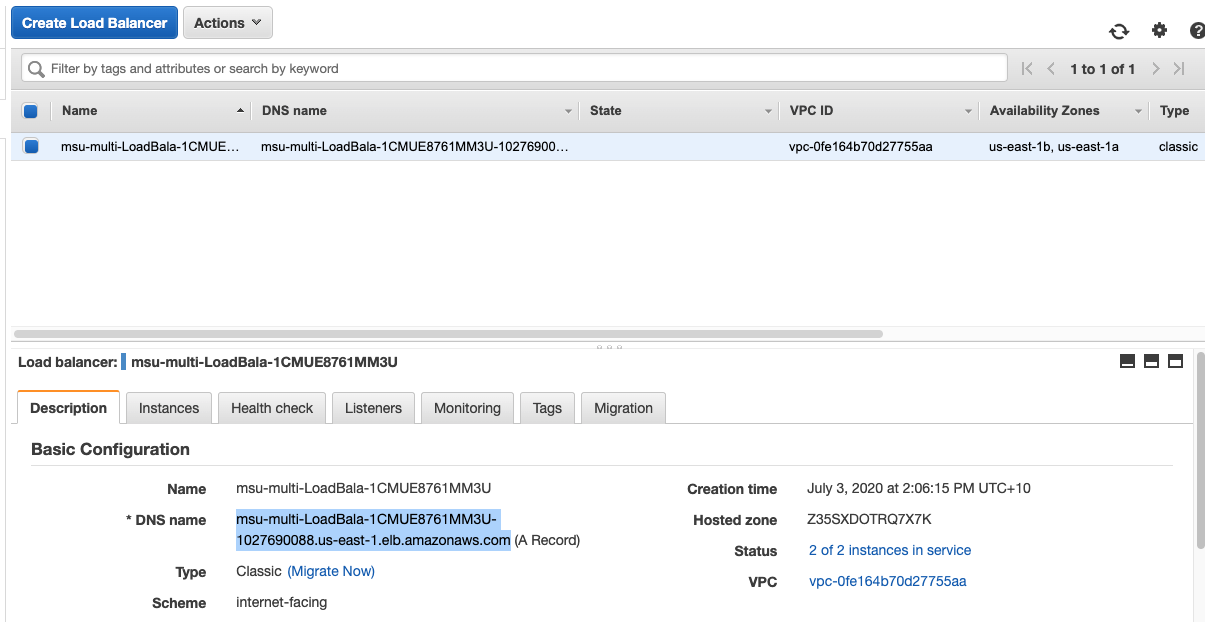 Create Load Balancer Actions
Filter by tags and attributes or search by keyword 1 to 1 of 1
Name DNS name State VPC ID Availability Zones Type
msu-multi-LoadBala-1CMUE... msu-multi-LoadBala-1CMUE8761MM3U-10276900... vpc-0fe164b70d27755aa us-east-1b, us-east-1a classic
Load balancer: msu-multi-LoadBala-1CMUE8761MM3U
Description Instances Health check Listeners Monitoring Tags Migration
Basic Configuration
Name msu-multi-LoadBala-1CMUE8761MM3U Creation time July 3, 2020 at 2:06:15 PM UTC+10
* DNS name msu-multi-LoadBala-1CMUE8761MM3U- Hosted zone Z35SXDOTRQ7X7K
1027690088.us-east-1.elb.amazonaws.com (A Record)
Status 2 of 2 instances in service
Type Classic (Migrate Now)
VPC vpc-0fe164b70d27755aa
Scheme internet-facing